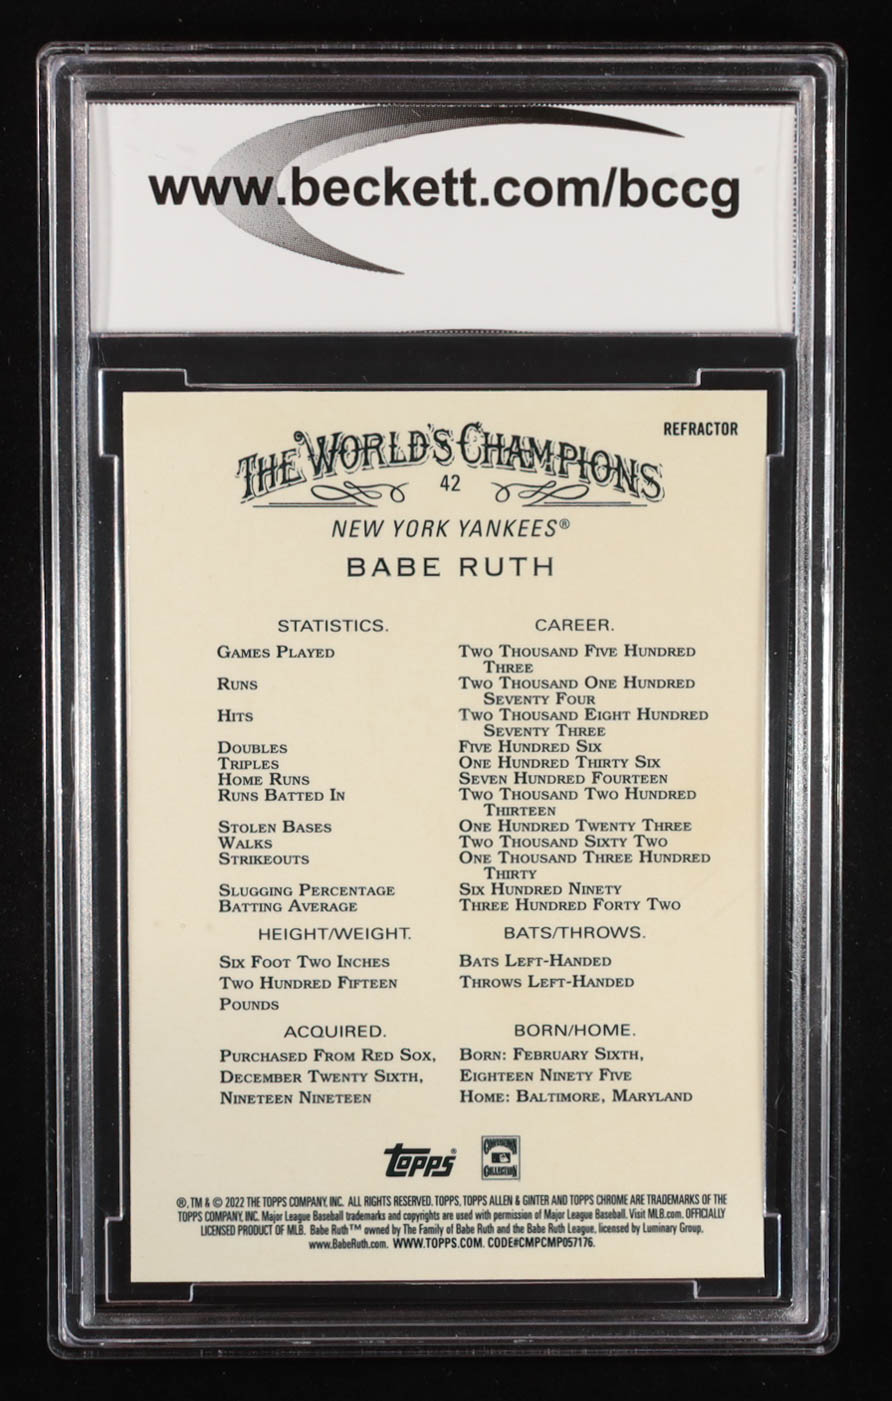 www.beckett.com/bccg
REFRACTOR
THE WORLD'S CHAMPIONS
42
NEW YORK YANKEES®
BABE RUTH
STATISTICS. CAREER.
GAMES PLAYED TWO THOUSAND FIVE HUNDRED
THREE
RUNS TWO THOUSAND ONE HUNDRED
SEVENTY FOUR
HITS TWO THOUSAND EIGHT HUNDRED
SEVENTY THREE
DOUBLES FIVE HUNDRED SIX
TRIPLES ONE HUNDRED THIRTY SIX
HOME RUNS SEVEN HUNDRED FOURTEEN
RUNS BATTED IN TWO THOUSAND TWO HUNDRED
THIRTEEN
STOLEN BASES ONE HUNDRED TWENTY THREE
WALKS TWO THOUSAND SIXTY TWO
STRIKEOUTS ONE THOUSAND THREE HUNDRED
THIRTY
SLUGGING PERCENTAGE SIX HUNDRED NINETY
BATTING AVERAGE THREE HUNDRED FORTY TWO
HEIGHT/WEIGHT. BATS/THROWS.
SIX FOOT TWO INCHES BATS LEFT-HANDED
TWO HUNDRED FIFTEEN THROWS LEFT-HANDED
POUNDS
ACQUIRED. BORN/HOME.
PURCHASED FROM RED SOX, BORN: FEBRUARY SIXTH,
DECEMBER TWENTY SIXTH, EIGHTEEN NINETY FIVE
NINETEEN NINETEEN HOME: BALTIMORE, MARYLAND
Topps® COOPERSTOWN
COLLECTION
®, TM & © 2022 THE TOPPS COMPANY, INC. ALL RIGHTS RESERVED. TOPPS, TOPPS ALLEN & GINTER AND TOPPS CHROME ARE TRADEMARKS OF THE
TOPPS COMPANY, INC. Major League Baseball trademarks and copyrights are used with permission of Major League Baseball. Visit MLB.com. OFFICIALLY
LICENSED PRODUCT OF MLB. Babe Ruth™ owned by The Family of Babe Ruth and the Babe Ruth League, licensed by Luminary Group.
www.BabeRuth.com. WWW.TOPPS.COM. CODE#CMPCMP057176.